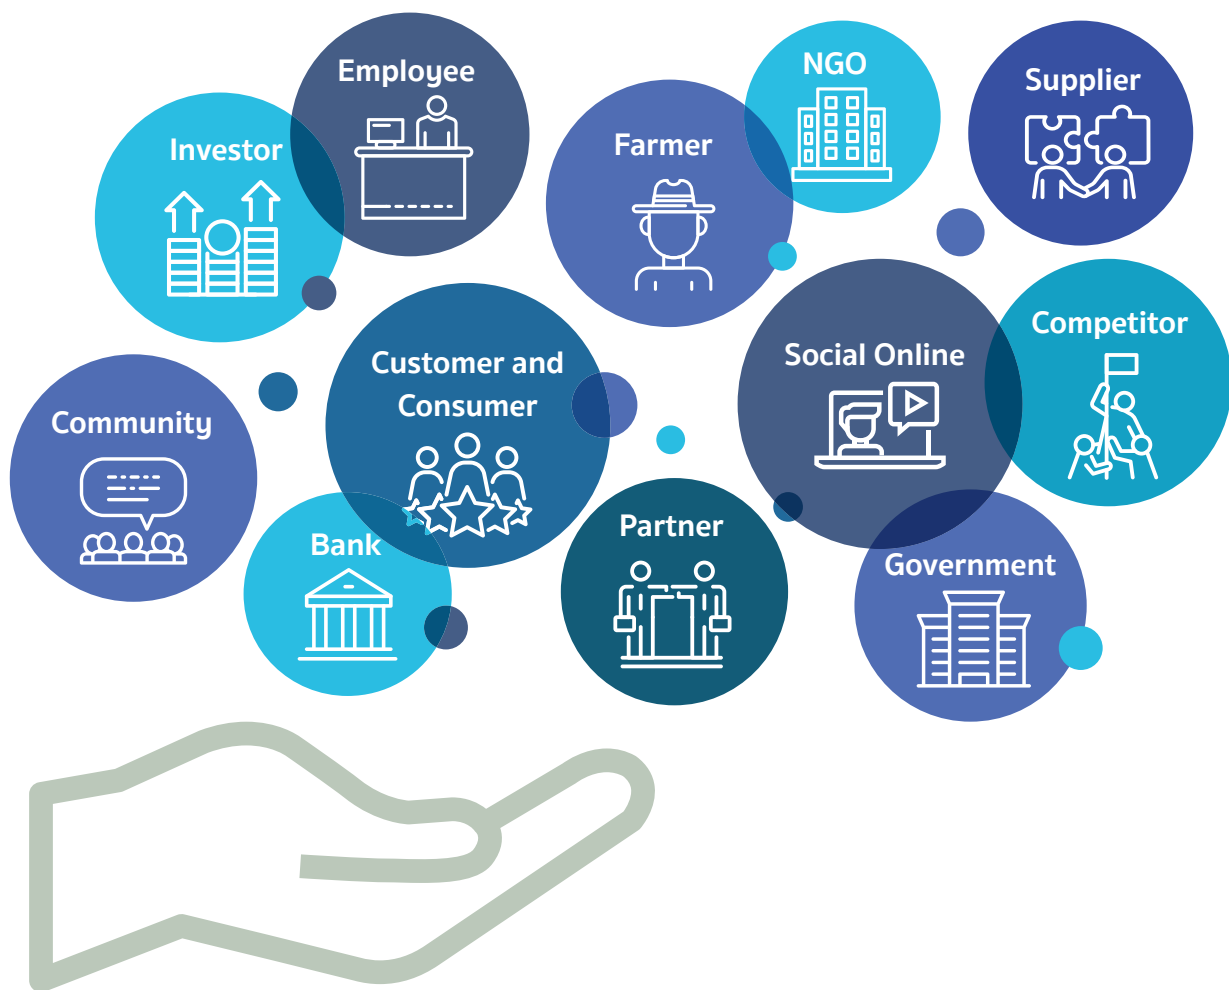 Employee
NGO
Supplier
Investor
Farmer
Customer and
Consumer
Social Online
Competitor
Community
Bank
Partner
Government